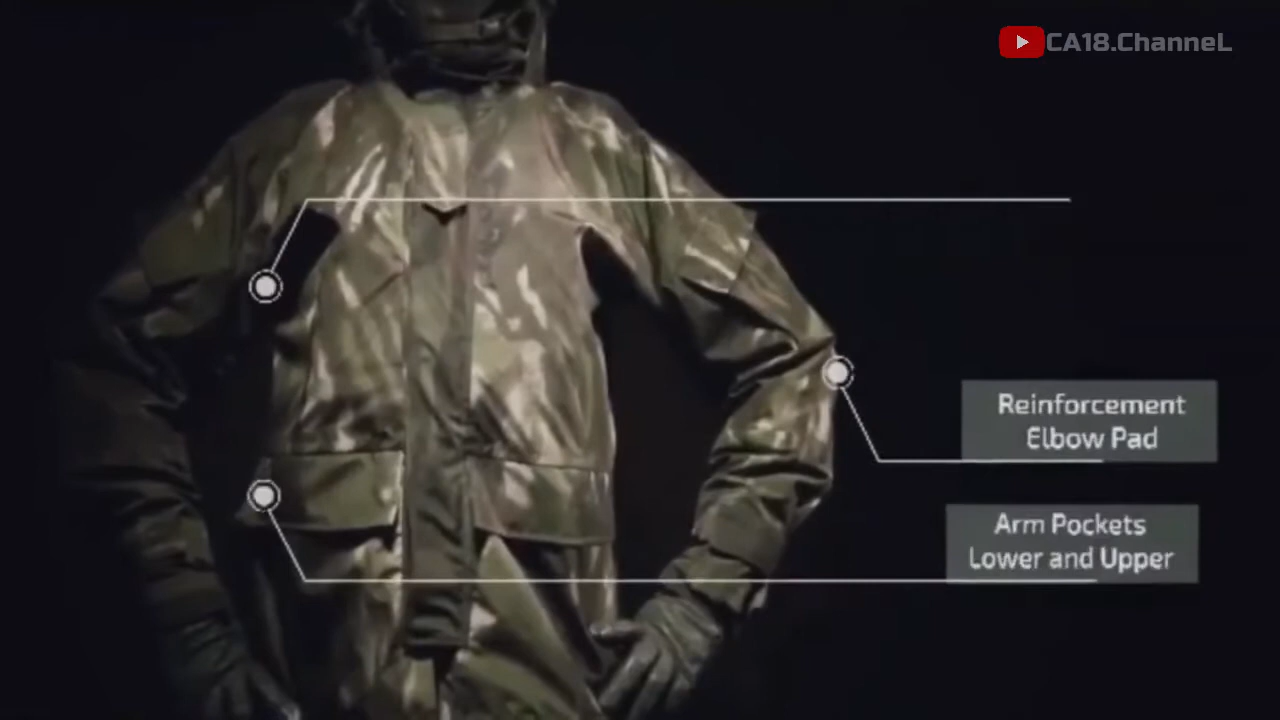 CA18.ChanneL
Reinforcement
Elbow Pad
Arm Pockets
Lower and Upper